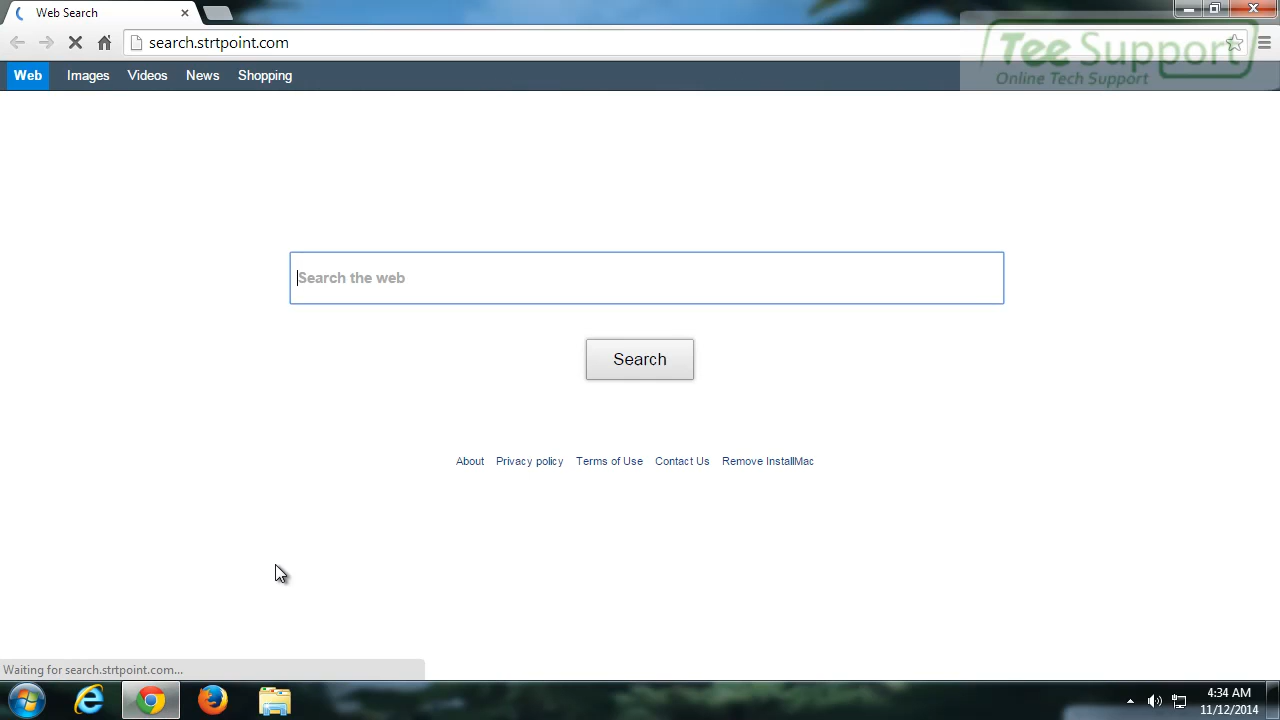 Web Search
search.strtpoint.com
Tee Support
Online Tech Support
Web Images Videos News Shopping
Search the web
Search
About Privacy policy Terms of Use Contact Us Remove InstallMac
Waiting for search.strtpoint.com...
4:34 AM
11/12/2014